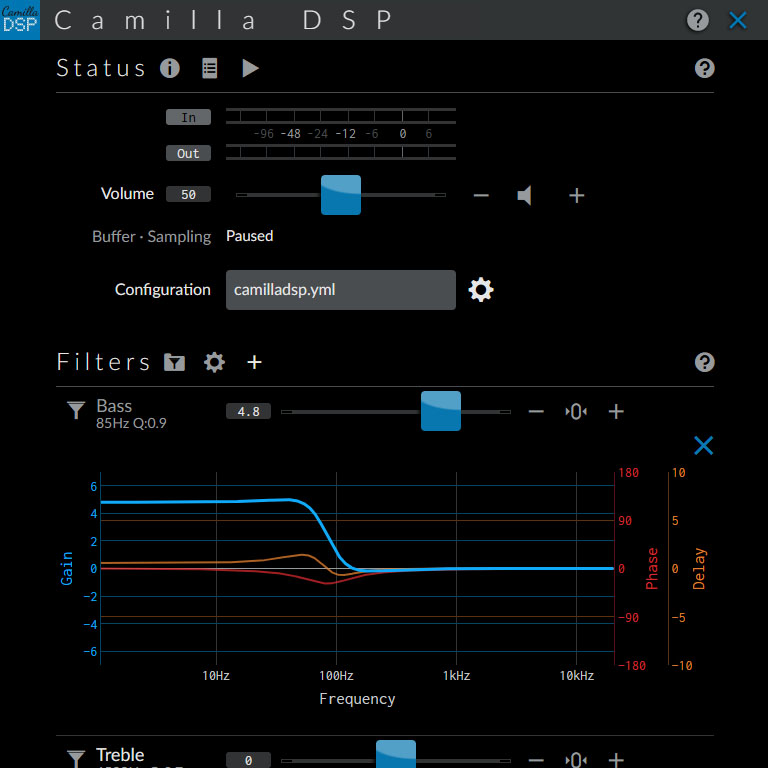 Camilla
DSP
Camilla DSP
Status
In
-96 -48 -24 -12 -6 0 6
Out
Volume 50
Buffer · Sampling Paused
Configuration camilladsp.yml
Filters
Bass 4.8
85Hz Q:0.9
180 10
6
4
90 5
2
0 0 0
Gain Phase Delay
−2
−4
−90 −5
−6
−180 −10
10Hz 100Hz 1kHz 10kHz
Frequency
Treble 0